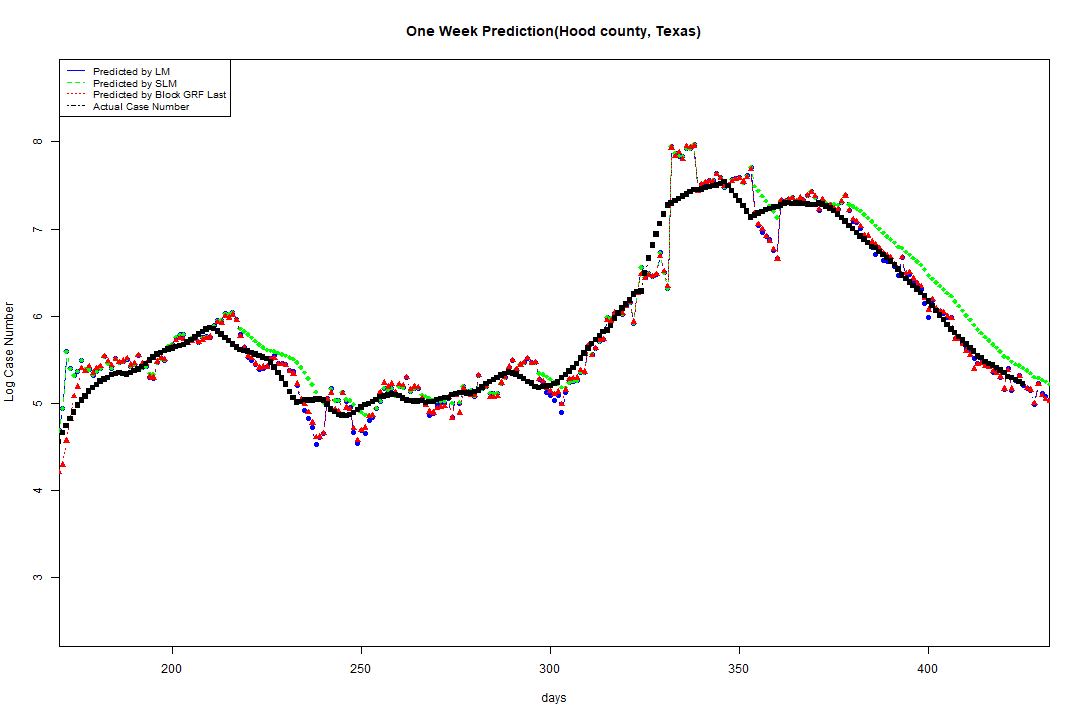 One Week Prediction(Hood county, Texas)
Predicted by LM
Predicted by SLM
Predicted by Block GRF Last
Actual Case Number
8
7
6
5
4
3
Log Case Number
200 250 300 350 400
days